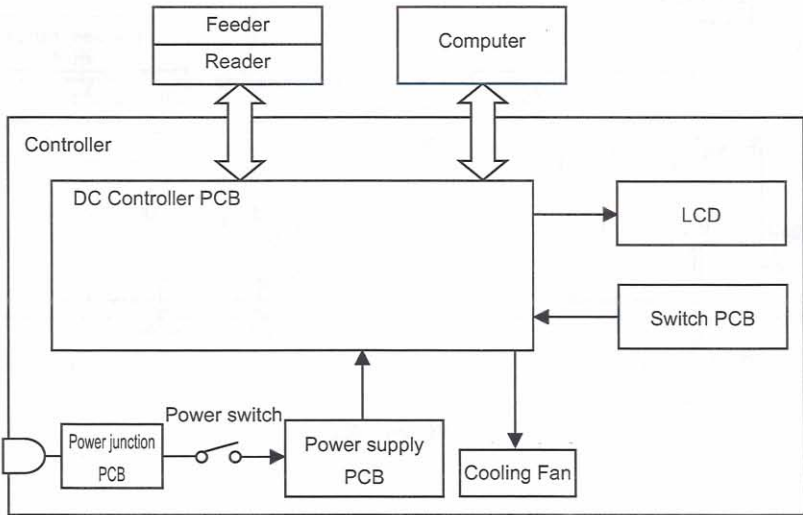 Feeder
Reader
Computer
Controller
DC Controller PCB
LCD
Switch PCB
Power switch
Power junction
PCB
Power supply
PCB
Cooling Fan